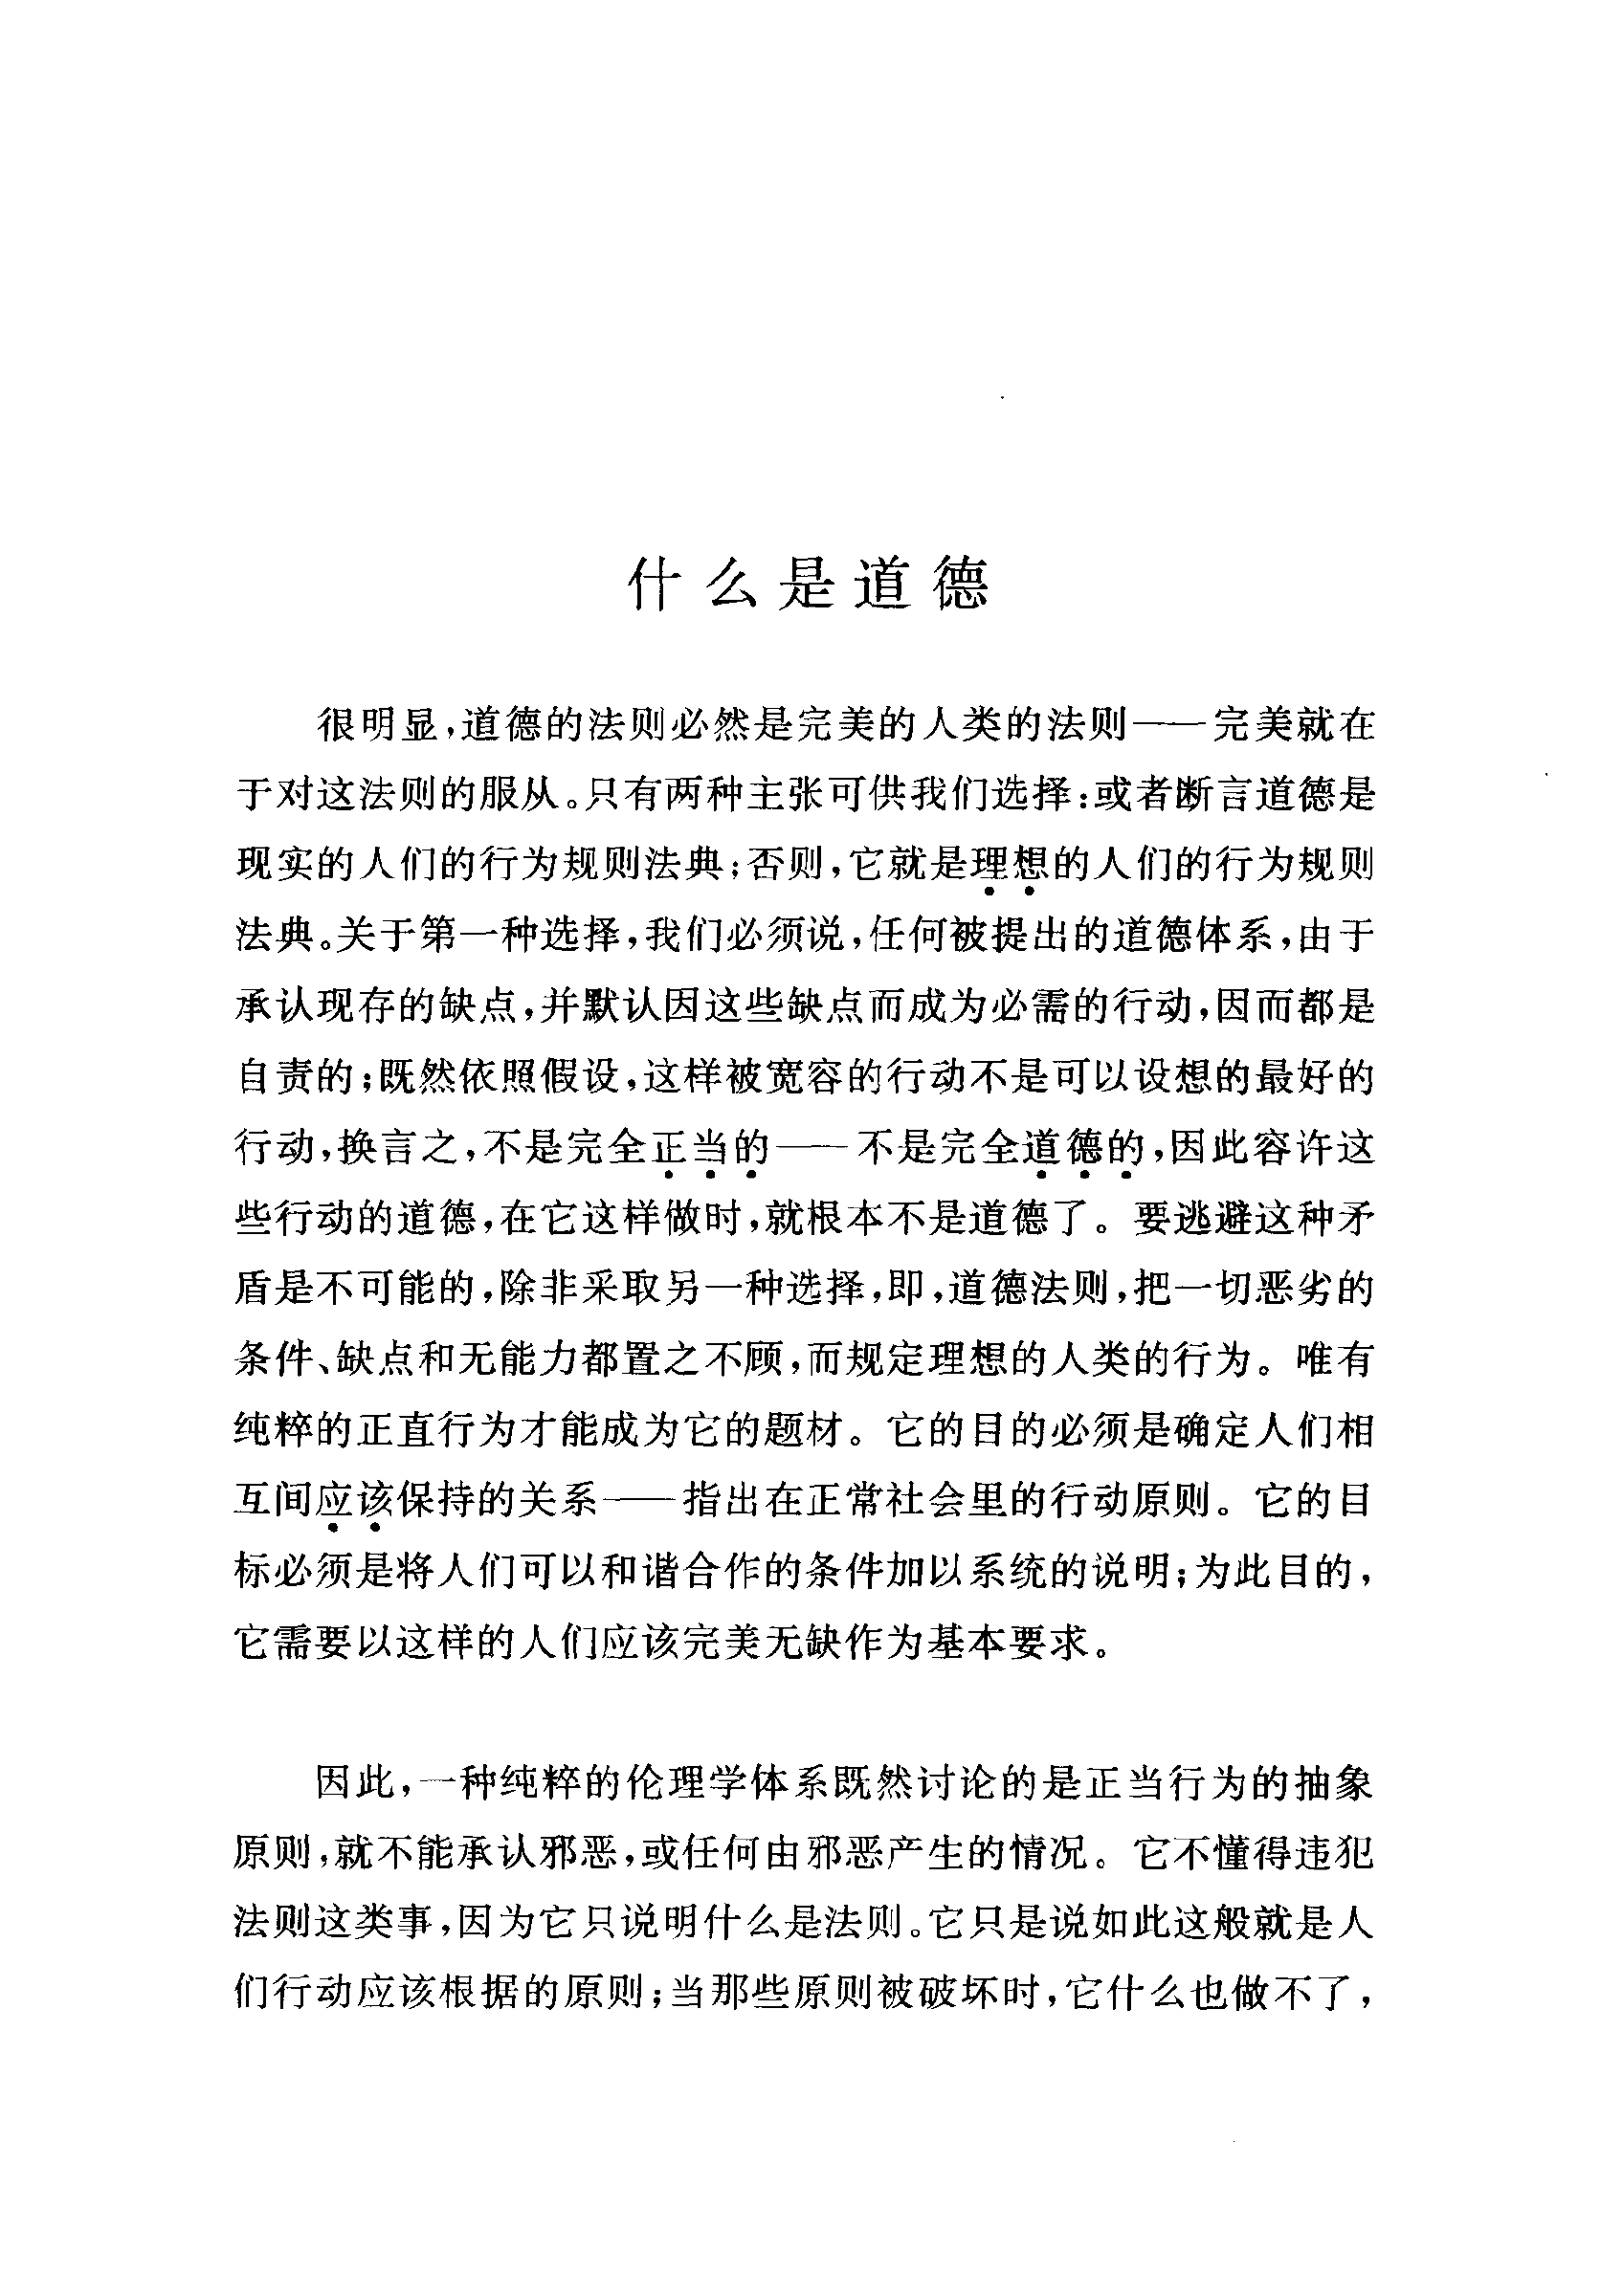 什么是道德
很明显，道德的法则必然是完美的人类的法则——完美就在
于对这法则的服从。只有两种主张可供我们选择：或者断言道德是
现实的人们的行为规则法典；否则，它就是理想的人们的行为规则
法典。关于第一种选择，我们必须说，任何被提出的道德体系，由于
承认现存的缺点，并默认因这些缺点而成为必需的行动，因而都是
自责的；既然依照假设，这样被宽容的行动不是可以设想的最好的
行动，换言之，不是完全正当的——不是完全道德的，因此容许这
些行动的道德，在它这样做时，就根本不是道德了。要逃避这种矛
盾是不可能的，除非采取另一种选择，即，道德法则，把一切恶劣的
条件、缺点和无能力都置之不顾，而规定理想的人类的行为。唯有
纯粹的正直行为才能成为它的题材。它的目的必须是确定人们相
互间应该保持的关系——指出在正常社会里的行动原则。它的目
标必须是将人们可以和谐合作的条件加以系统的说明；为此目的，
它需要以这样的人们应该完美无缺作为基本要求。
因此，一种纯粹的伦理学体系既然讨论的是正当行为的抽象
原则，就不能承认邪恶，或任何由邪恶产生的情况。它不懂得违犯
法则这类事，因为它只说明什么是法则。它只是说如此这般就是人
们行动应该根据的原则；当那些原则被破坏时，它什么也做不了，